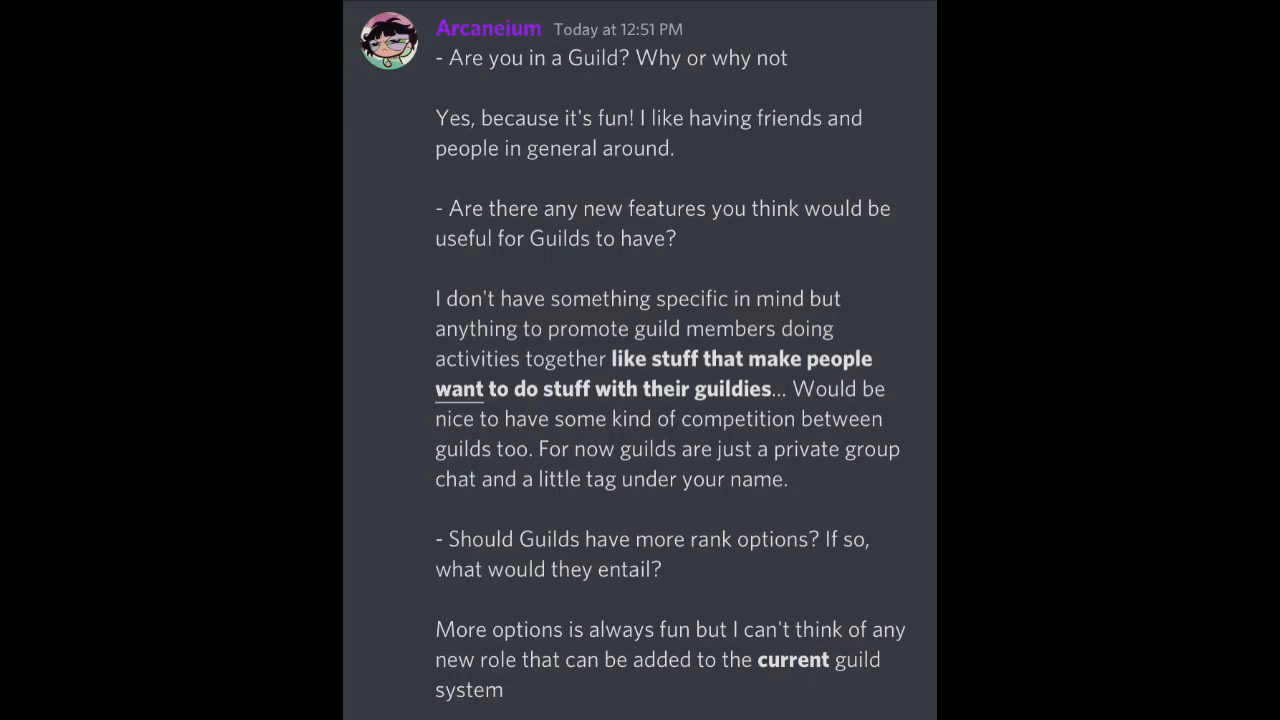 Arcaneium Today at 12:51 PM
- Are you in a Guild? Why or why not
Yes, because it's fun! I like having friends and
people in general around.
- Are there any new features you think would be
useful for Guilds to have?
I don't have something specific in mind but
anything to promote guild members doing
activities together like stuff that make people
want to do stuff with their guildies... Would be
nice to have some kind of competition between
guilds too. For now guilds are just a private group
chat and a little tag under your name.
- Should Guilds have more rank options? If so,
what would they entail?
More options is always fun but I can't think of any
new role that can be added to the current guild
system